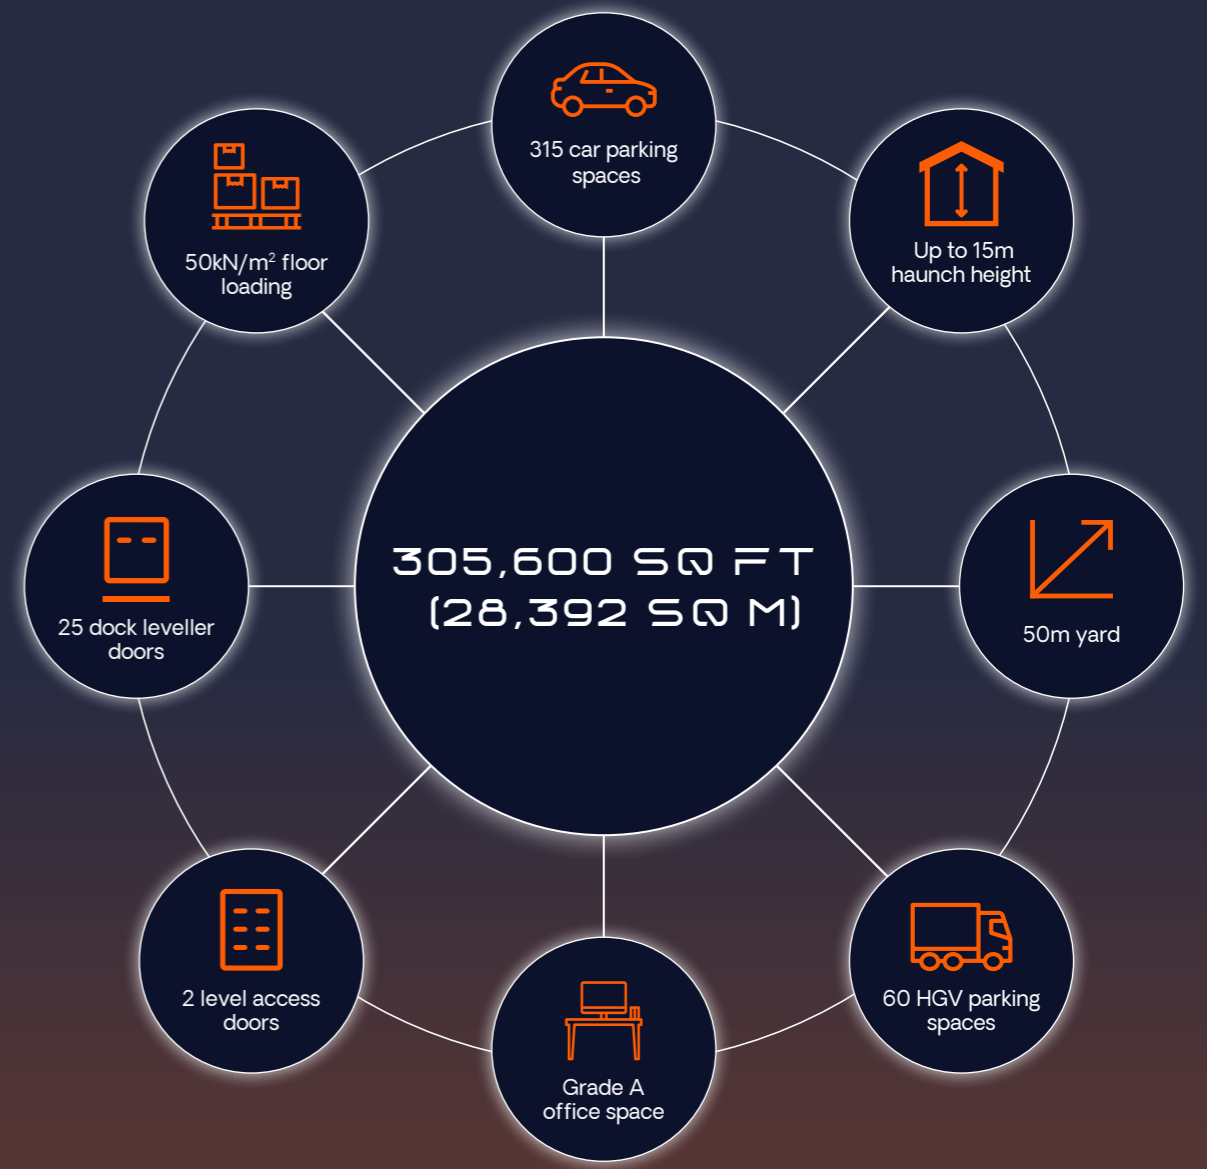 315 car parking
spaces
Up to 15m
haunch height
50kN/m² floor
loading
305,600 SQ FT
(28,392 SQ M)
25 dock leveller
doors
50m yard
2 level access
doors
60 HGV parking
spaces
Grade A
office space